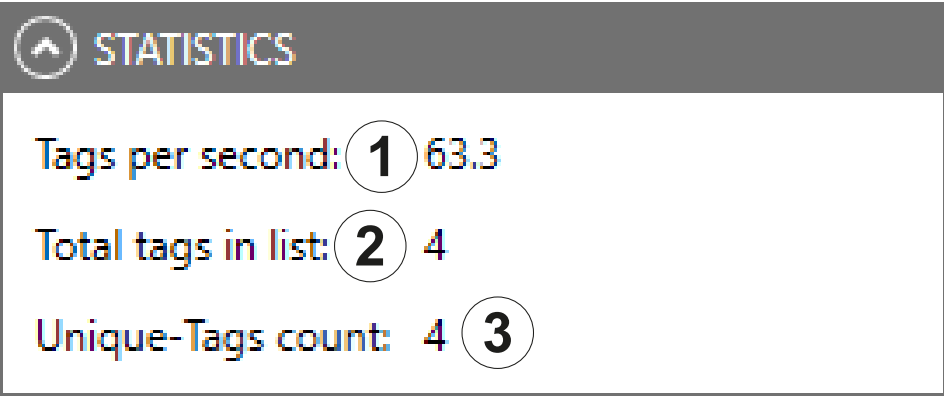 STATISTICS
Tags per second: 1 63.3
Total tags in list: 2 4
Unique-Tags count: 4 3